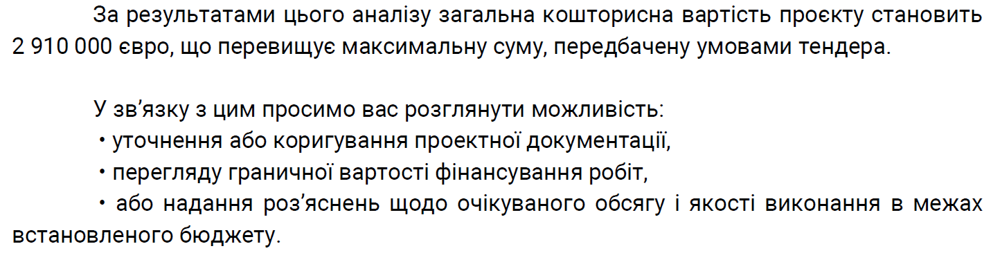 За результатами цього аналізу загальна кошторисна вартість проєкту становить
2 910 000 євро, що перевищує максимальну суму, передбачену умовами тендера.
У зв’язку з цим просимо вас розглянути можливість:
• уточнення або коригування проектної документації,
• перегляду граничної вартості фінансування робіт,
• або надання роз’яснень щодо очікуваного обсягу і якості виконання в межах
встановленого бюджету.